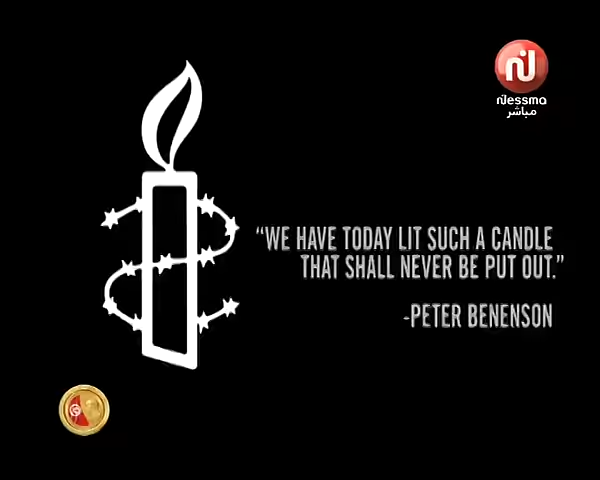 Nessma
مباشر
“WE HAVE TODAY LIT SUCH A CANDLE
THAT SHALL NEVER BE PUT OUT.”
-PETER BENENSON